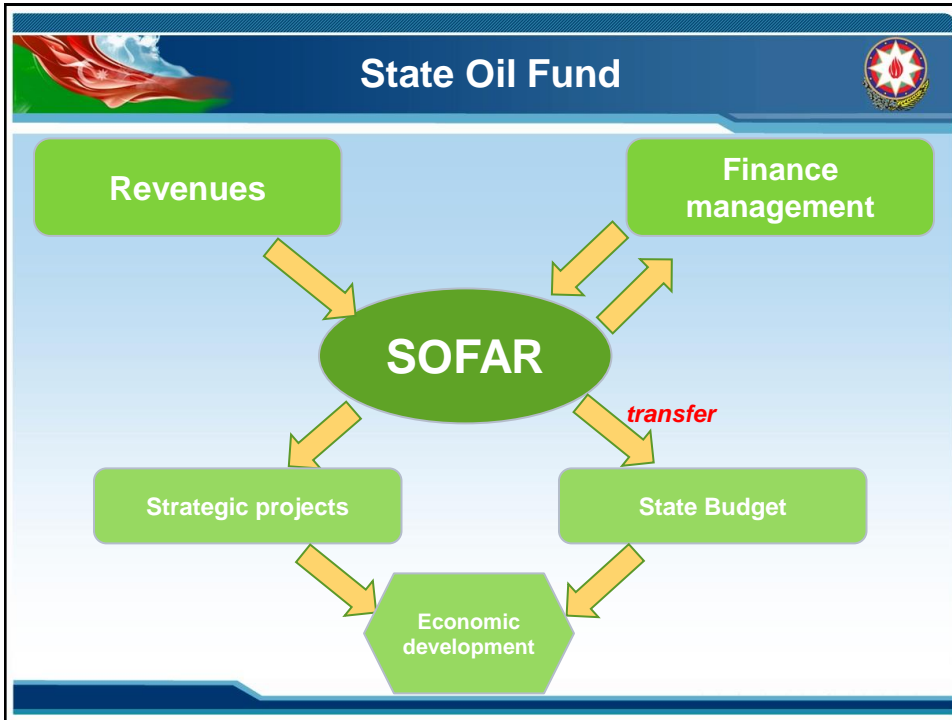 State Oil Fund
Revenues
Finance
management
SOFAR
transfer
Strategic projects
State Budget
Economic
development